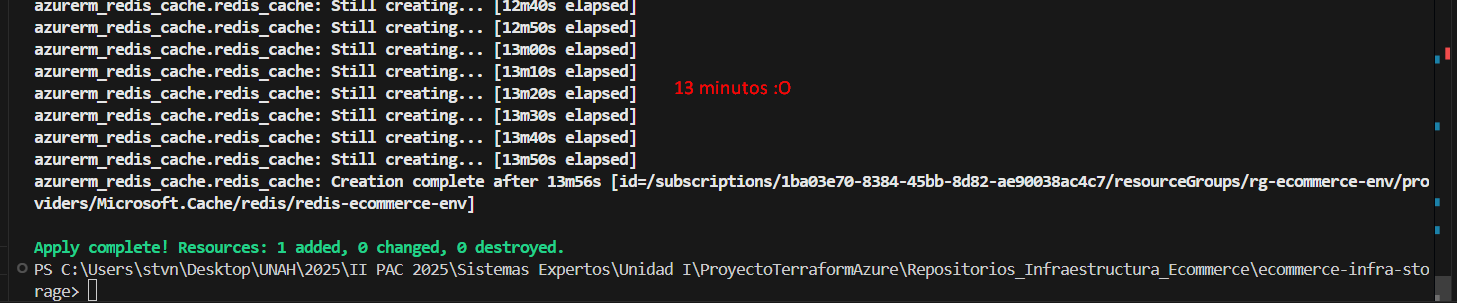 azurerm_redis_cache.redis_cache: Still creating... [12m40s elapsed]
azurerm_redis_cache.redis_cache: Still creating... [12m50s elapsed]
azurerm_redis_cache.redis_cache: Still creating... [13m00s elapsed]
azurerm_redis_cache.redis_cache: Still creating... [13m10s elapsed]
azurerm_redis_cache.redis_cache: Still creating... [13m20s elapsed]
13 minutos :O
azurerm_redis_cache.redis_cache: Still creating... [13m30s elapsed]
azurerm_redis_cache.redis_cache: Still creating... [13m40s elapsed]
azurerm_redis_cache.redis_cache: Still creating... [13m50s elapsed]
azurerm_redis_cache.redis_cache: Creation complete after 13m56s [id=/subscriptions/1ba03e70-8384-45bb-8d82-ae90038ac4c7/resourceGroups/rg-ecommerce-env/pro
viders/Microsoft.Cache/redis/redis-ecommerce-env]
Apply complete! Resources: 1 added, 0 changed, 0 destroyed.
PS C:\Users\stvn\Desktop\UNAH\2025\II PAC 2025\Sistemas Expertos\Unidad I\ProyectoTerraformAzure\Repositorios_Infraestructura_Ecommerce\ecommerce-infra-sto
rage>